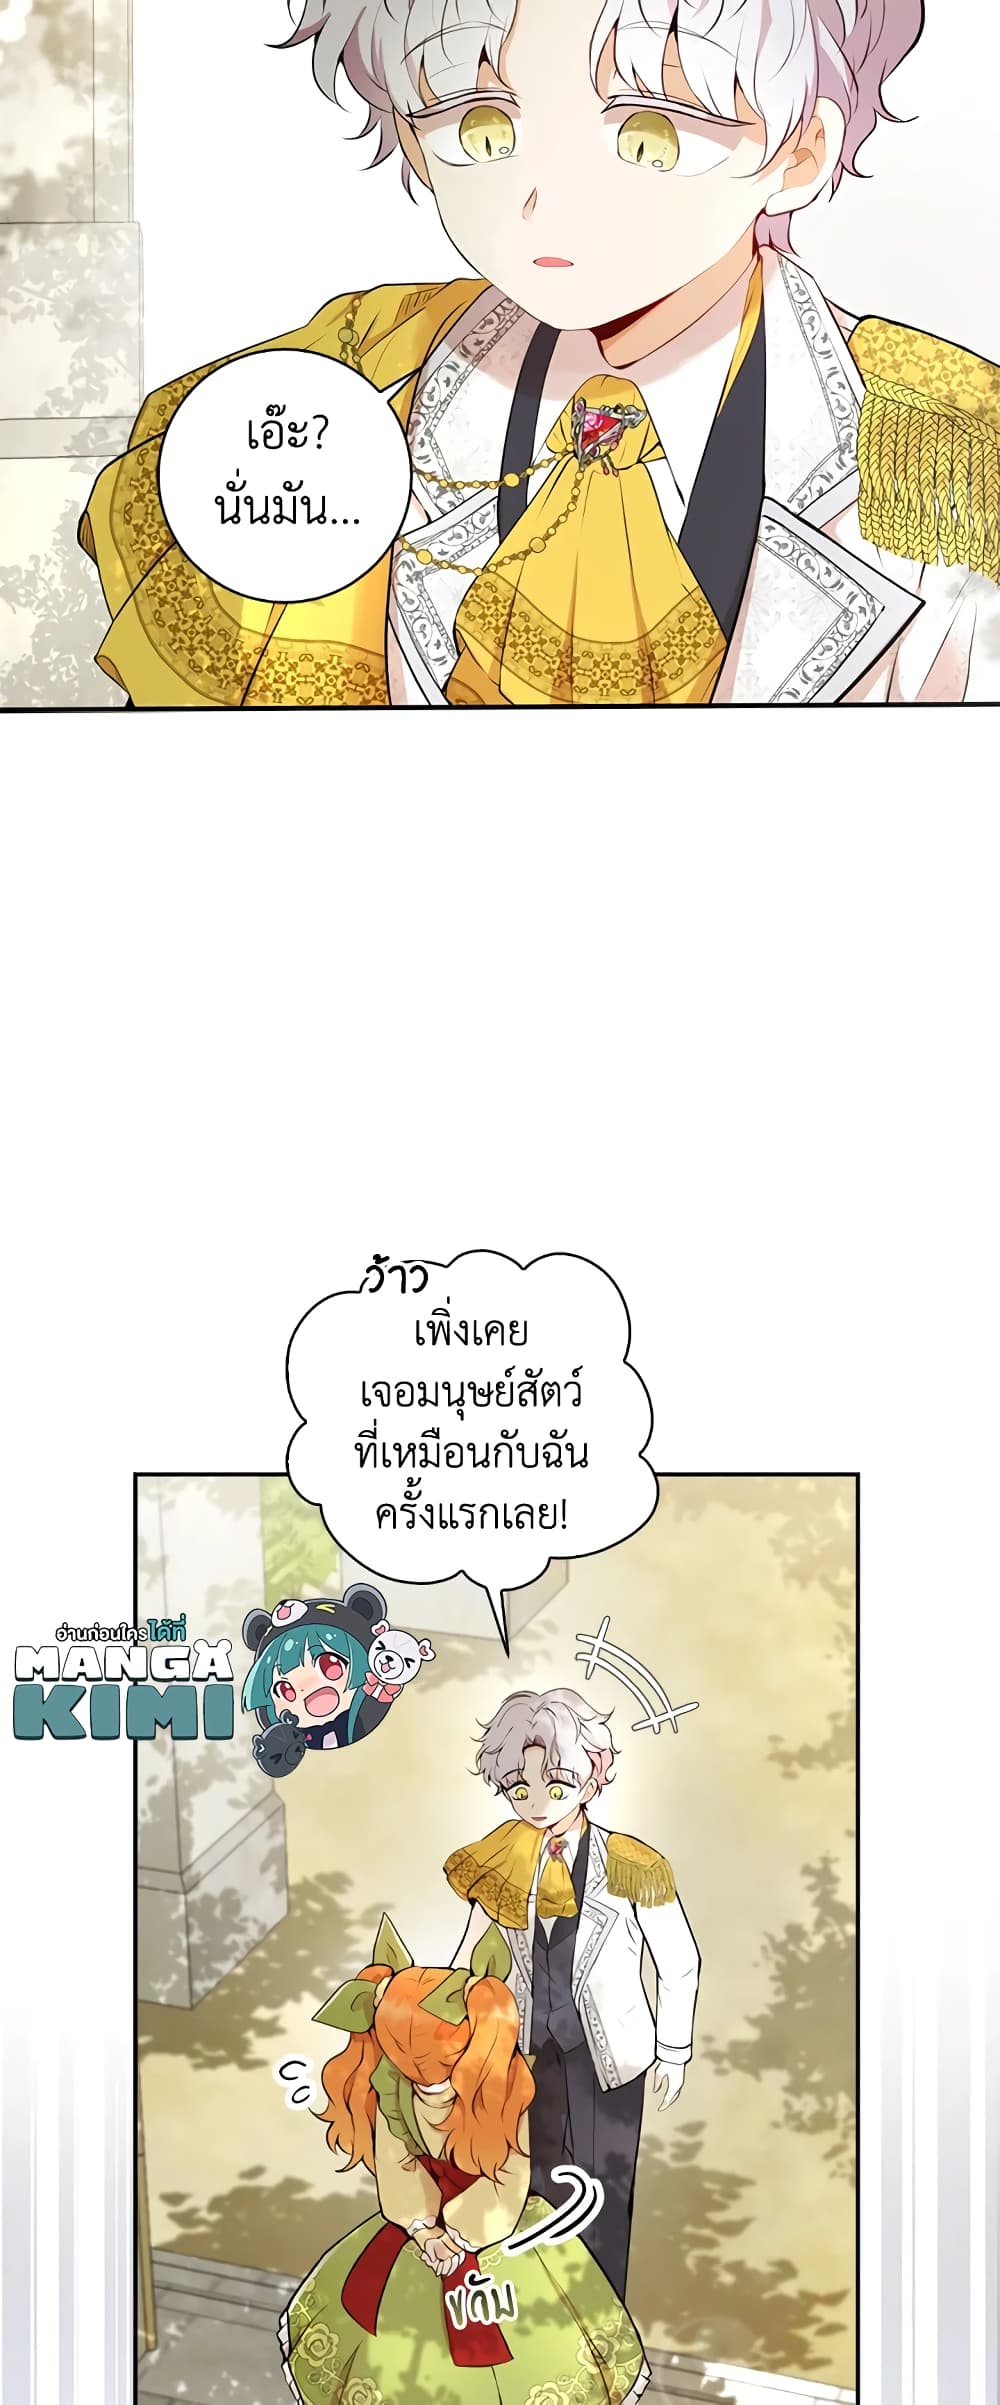 เอ๊ะ?
นั่นมัน...
ว้าว
เพิ่งเคย
เจอมนุษย์สัตว์
ที่เหมือนกับฉัน
ครั้งแรกเลย!
อ่านก่อนใครได้ที่
MANGA
KIMI